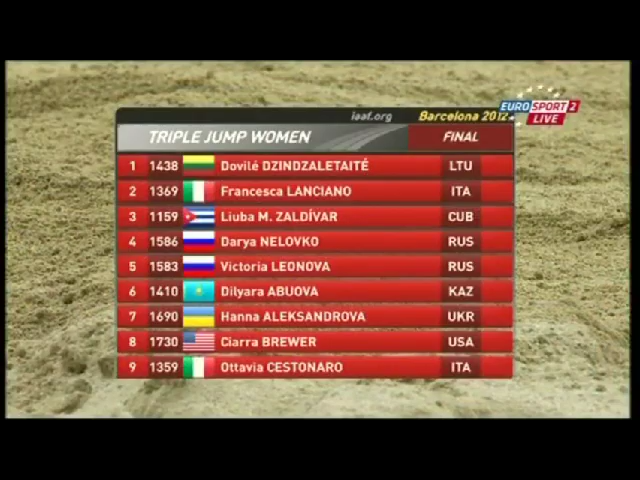 iaaf.org Barcelona 2012
EUROSPORT 2
LIVE
TRIPLE JUMP WOMEN FINAL
1 1438 Dovilé DZINDZALETAITÉ LTU
2 1369 Francesca LANCIANO ITA
3 1159 Liuba M. ZALDÍVAR CUB
4 1586 Darya NELOVKO RUS
5 1583 Victoria LEONOVA RUS
6 1410 Dilyara ABUOVA KAZ
7 1690 Hanna ALEKSANDROVA UKR
8 1730 Ciarra BREWER USA
9 1359 Ottavia CESTONARO ITA